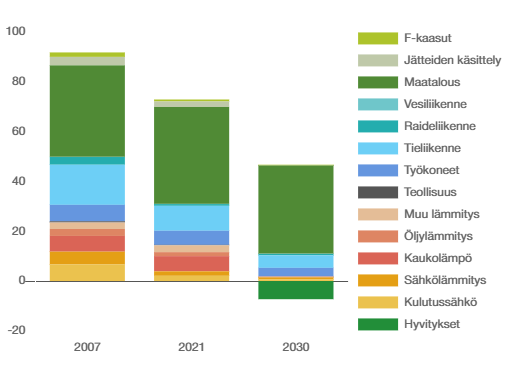 100
80
60
40
20
0
-20
2007
2021
2030
F-kaasut
Jätteiden käsittely
Maatalous
Vesiliikenne
Raideliikenne
Tieliikenne
Työkoneet
Teollisuus
Muu lämmitys
Öljylämmitys
Kaukolämpö
Sähkölämmitys
Kulutussähkö
Hyvitykset